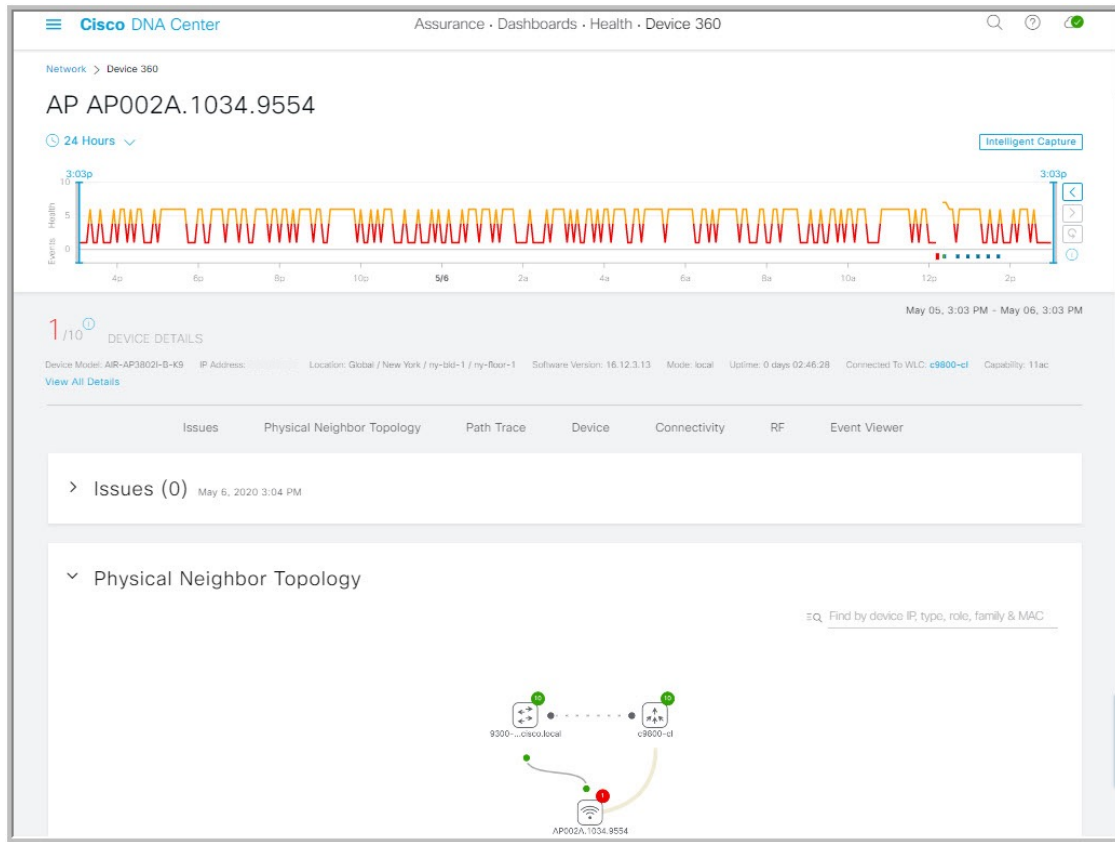 Cisco DNA Center
Assurance · Dashboards · Health · Device 360
Network > Device 360
AP AP002A.1034.9554
24 Hours
Intelligent Capture
3:03p 3:03p
10
5
0
Health
Events
4p 6p 8p 10p 5/6 2a 4a 6a 8a 10a 12p 2p
May 05, 3:03 PM - May 06, 3:03 PM
1/10 DEVICE DETAILS
Device Model: AIR-AP3802I-B-K9 IP Address: Location: Global / New York / ny-bld-1 / ny-floor-1 Software Version: 16.12.3.13 Mode: local Uptime: 0 days 02:46:28 Connected To WLC: c9800-cl Capability: 11ac
View All Details
Issues Physical Neighbor Topology Path Trace Device Connectivity RF Event Viewer
Issues (0) May 6, 2020 3:04 PM
Physical Neighbor Topology
Find by device IP, type, role, family & MAC
10 10
9300-...cisco.local c9800-cl
1
AP002A.1034.9554